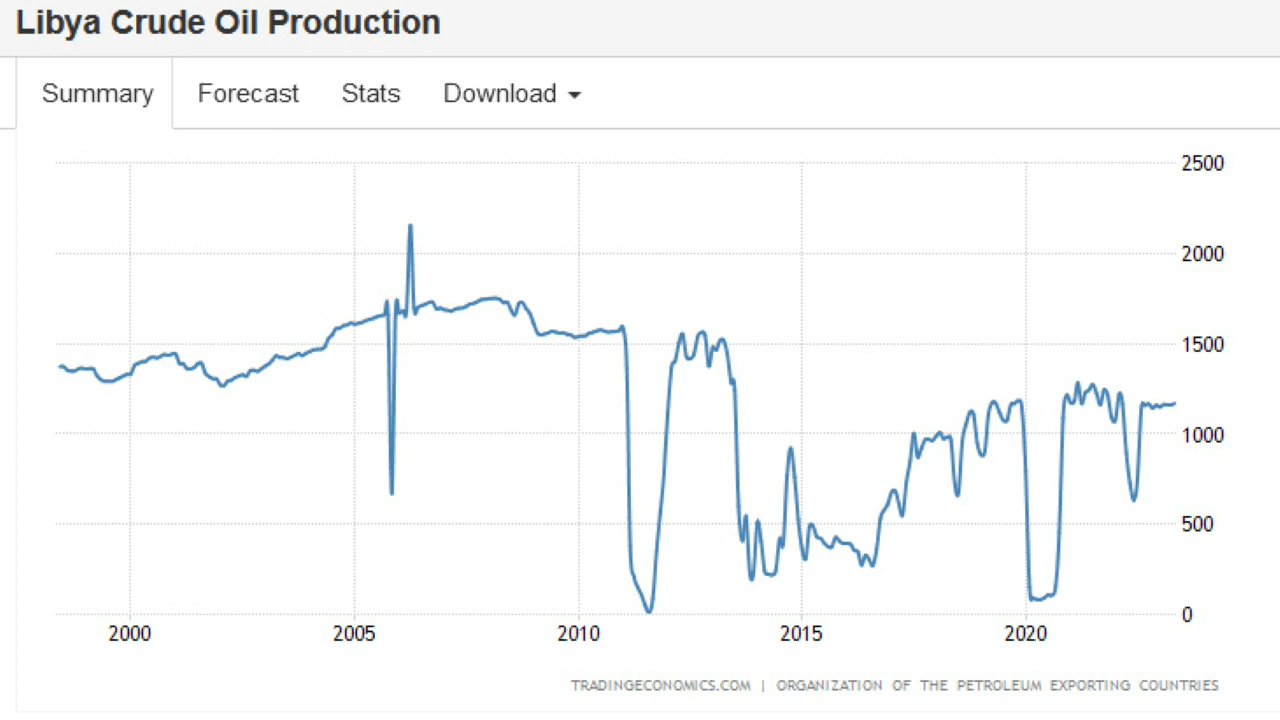 Libya Crude Oil Production
Summary Forecast Stats Download
2500
2000
1500
1000
500
0
2000 2005 2010 2015 2020
TRADINGECONOMICS.COM | ORGANIZATION OF THE PETROLEUM EXPORTING COUNTRIES